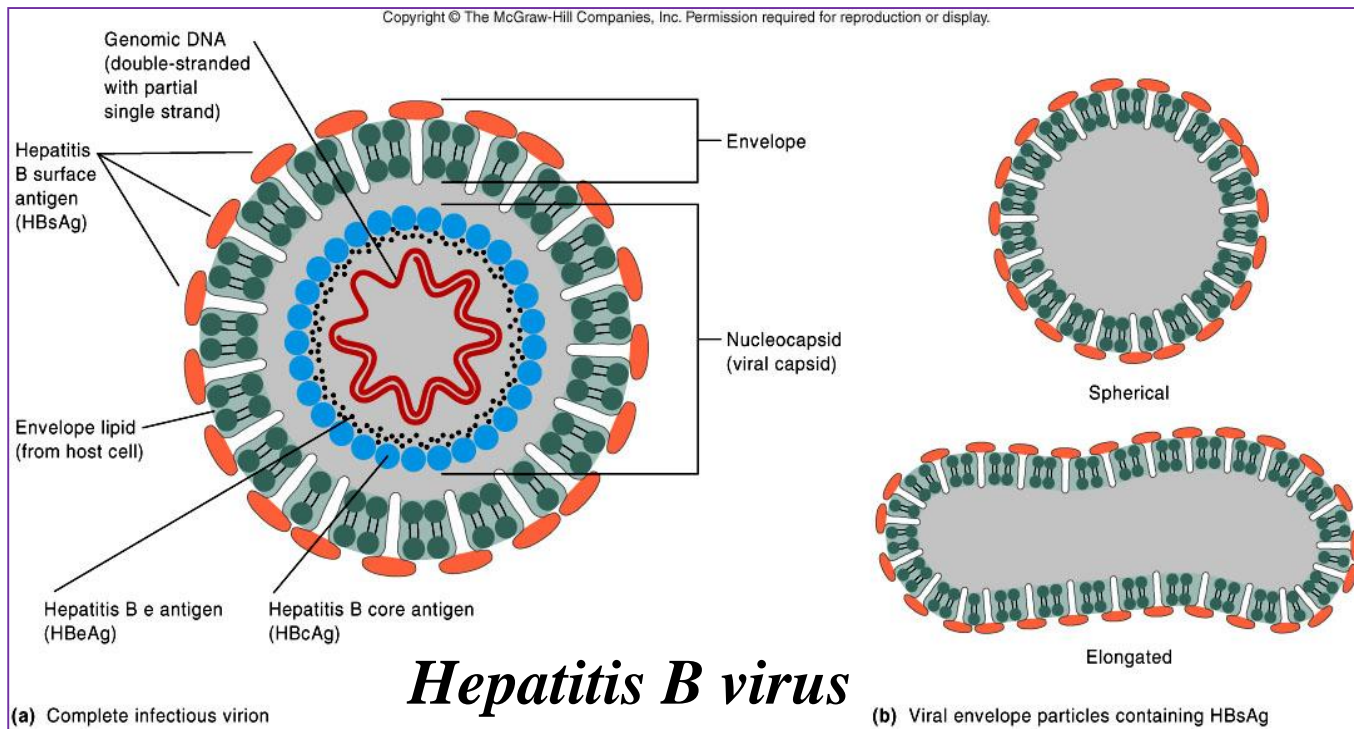 Copyright © The McGraw-Hill Companies, Inc. Permission required for reproduction or display.
Genomic DNA
(double-stranded
with partial
single strand)
Hepatitis
B surface
antigen
(HBsAg)
Envelope
Nucleocapsid
(viral capsid)
Envelope lipid
(from host cell)
Hepatitis B e antigen
(HBeAg)
Hepatitis B core antigen
(HBcAg)
Spherical
Elongated
Hepatitis B virus
(a) Complete infectious virion
(b) Viral envelope particles containing HBsAg